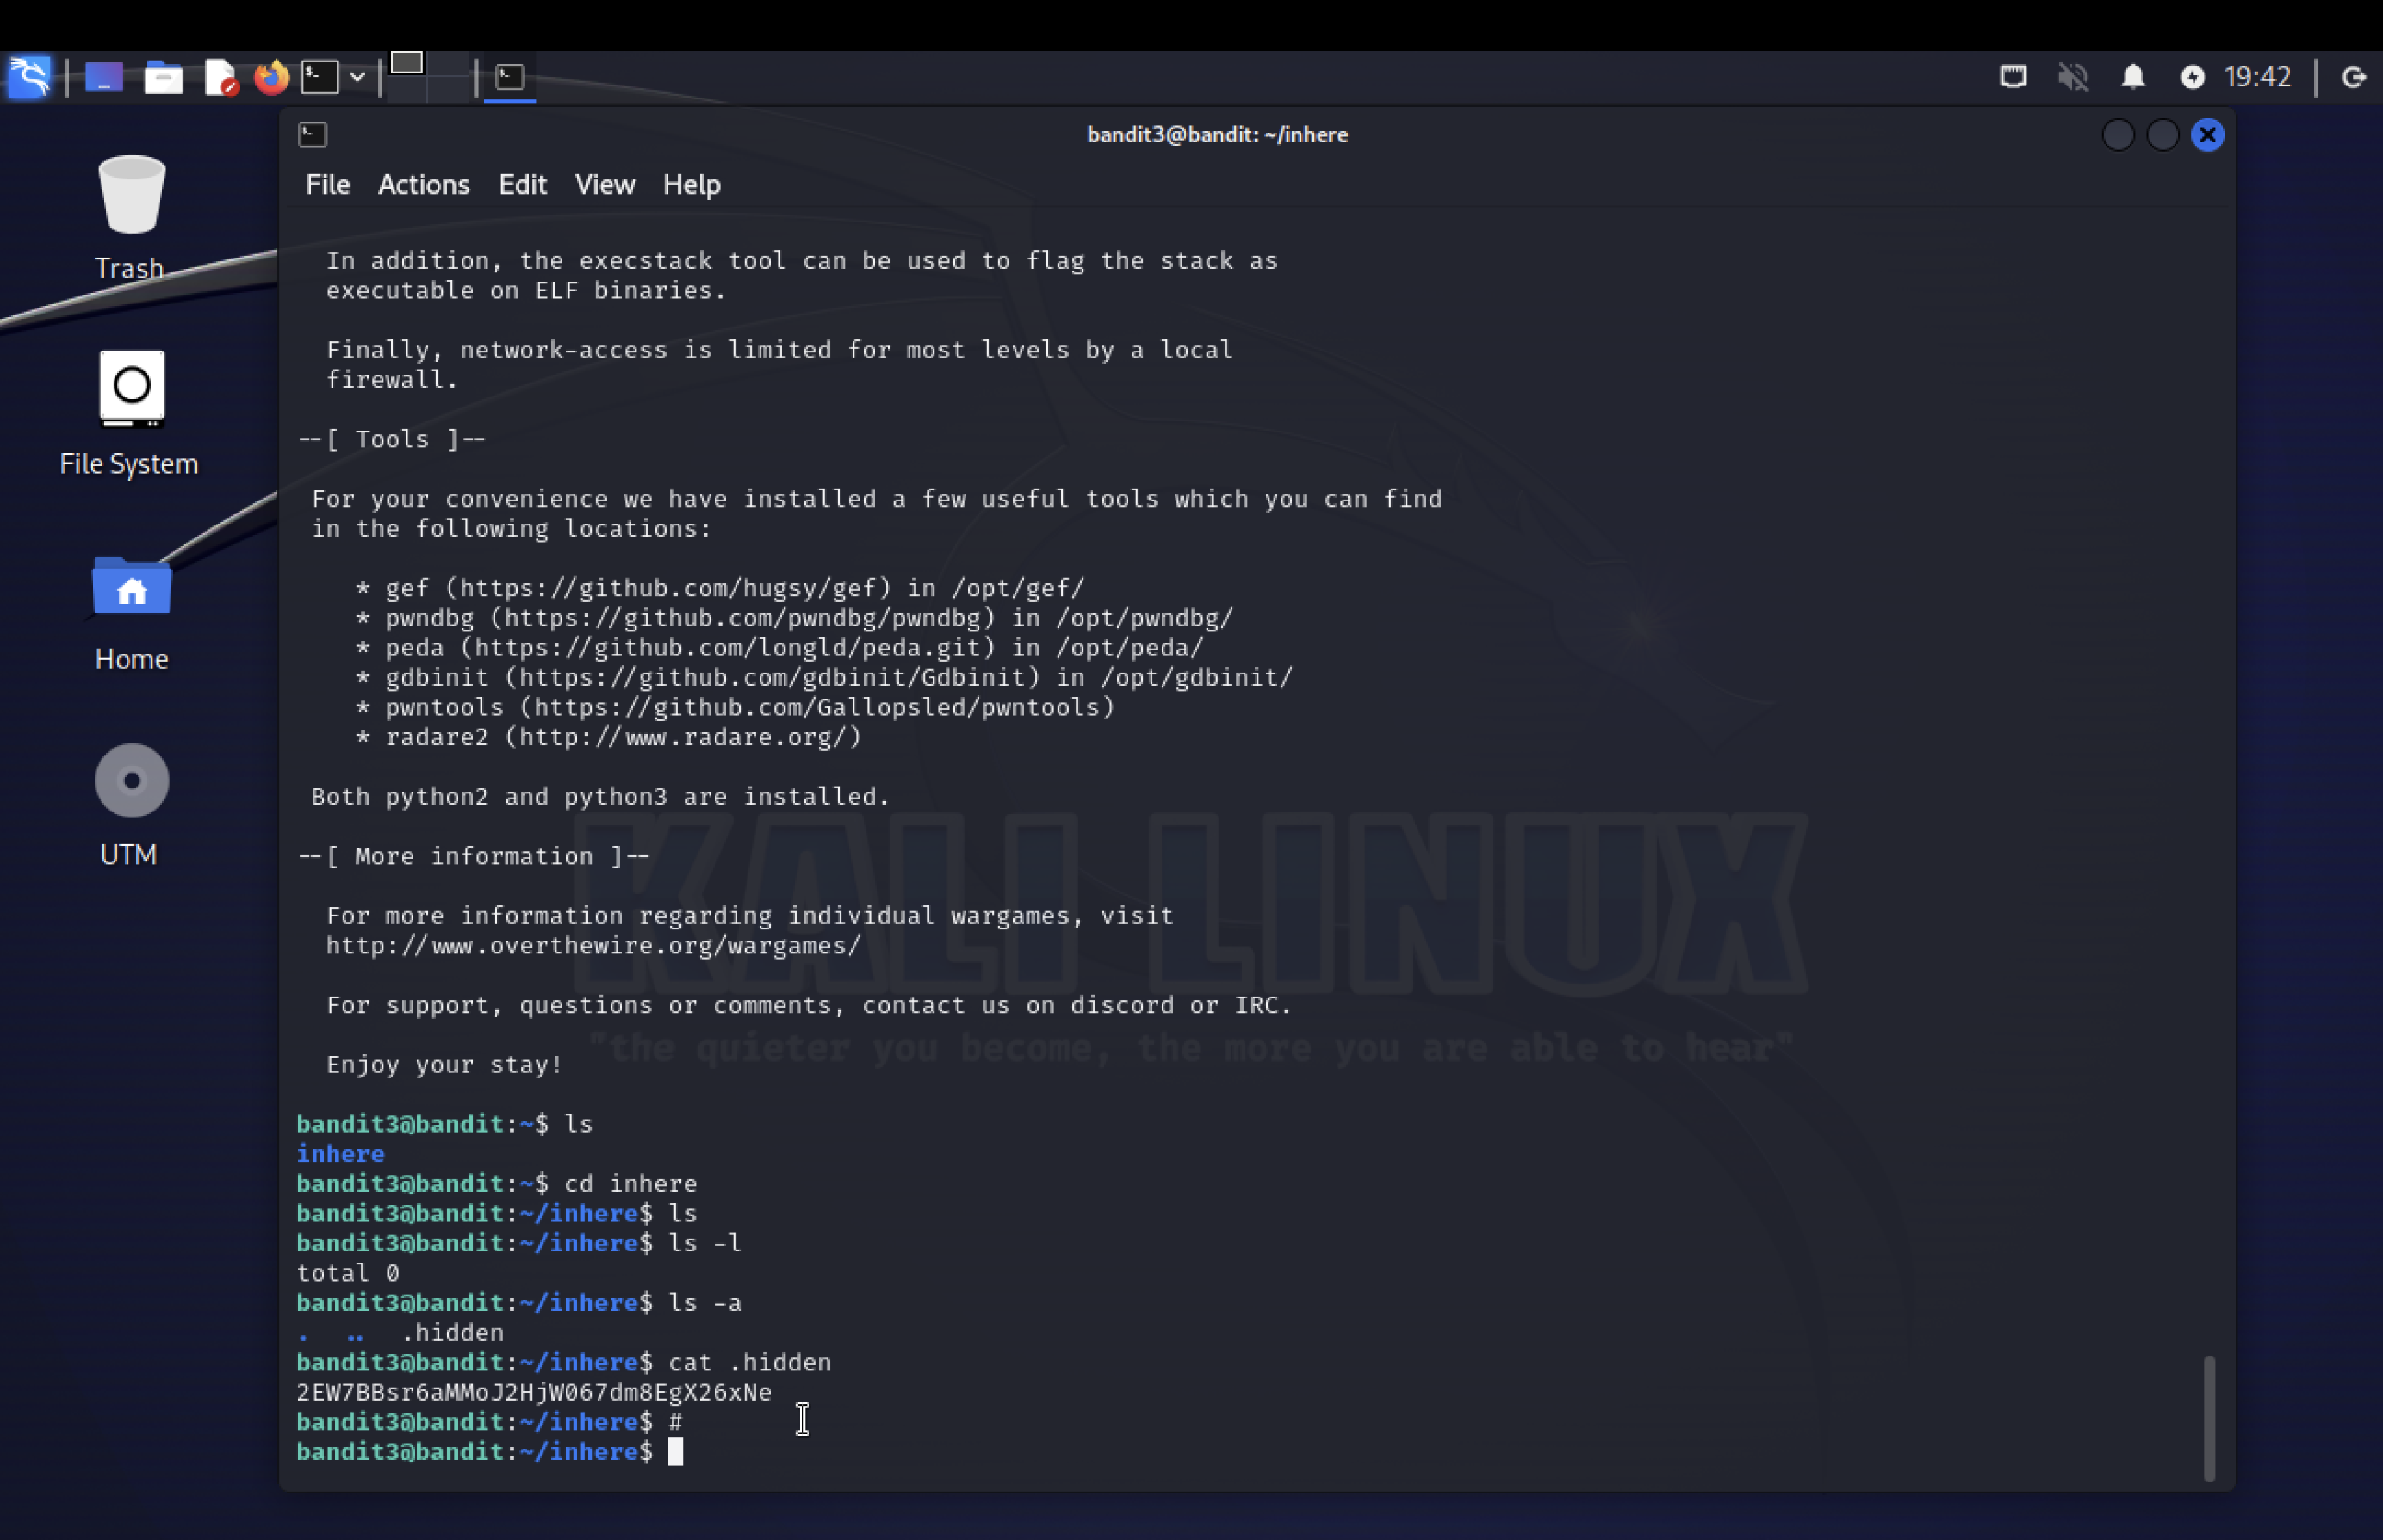 19:42
bandit3@bandit: ~/inhere
File Actions Edit View Help
Trash
File System
Home
UTM
In addition, the execstack tool can be used to flag the stack as
executable on ELF binaries.
Finally, network-access is limited for most levels by a local
firewall.
--[ Tools ]--
For your convenience we have installed a few useful tools which you can find
in the following locations:
* gef (https://github.com/hugsy/gef) in /opt/gef/
* pwndbg (https://github.com/pwndbg/pwndbg) in /opt/pwndbg/
* peda (https://github.com/longld/peda.git) in /opt/peda/
* gdbinit (https://github.com/gdbinit/Gdbinit) in /opt/gdbinit/
* pwntools (https://github.com/Gallopsled/pwntools)
* radare2 (http://www.radare.org/)
Both python2 and python3 are installed.
--[ More information ]--
For more information regarding individual wargames, visit
http://www.overthewire.org/wargames/
For support, questions or comments, contact us on discord or IRC.
Enjoy your stay!
KALI LINUX
"the quieter you become, the more you are able to hear"
bandit3@bandit:~$ ls
inhere
bandit3@bandit:~$ cd inhere
bandit3@bandit:~/inhere$ ls
bandit3@bandit:~/inhere$ ls -l
total 0
bandit3@bandit:~/inhere$ ls -a
. .. .hidden
bandit3@bandit:~/inhere$ cat .hidden
2EW7BBsr6aMMoJ2HjW067dm8EgX26xNe
bandit3@bandit:~/inhere$ #
bandit3@bandit:~/inhere$